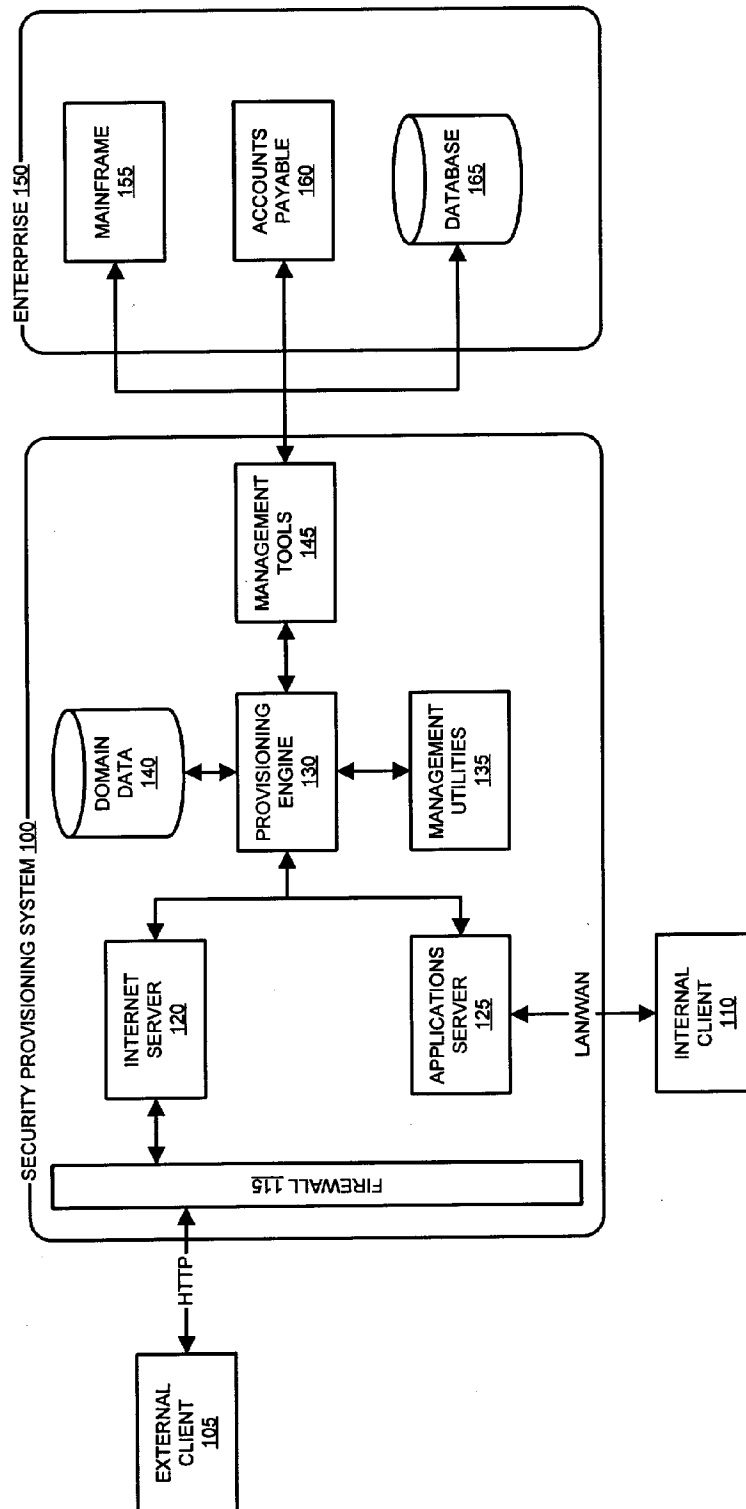 EXTERNAL
CLIENT
105
HTTP
SECURITY PROVISIONING SYSTEM 100
FIREWALL 115
INTERNET
SERVER
120
APPLICATIONS
SERVER
125
LAN/WAN
INTERNAL
CLIENT
110
DOMAIN
DATA
140
PROVISIONING
ENGINE
130
MANAGEMENT
UTILITIES
135
MANAGEMENT
TOOLS
145
ENTERPRISE 150
MAINFRAME
155
ACCOUNTS
PAYABLE
160
DATABASE
165